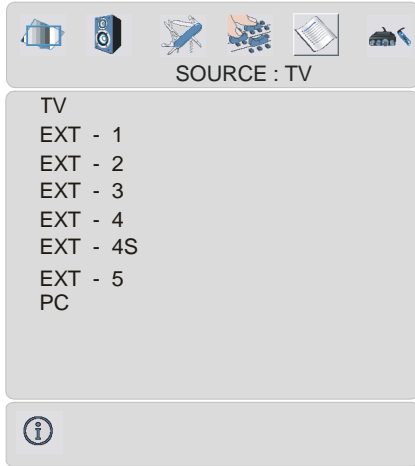 SOURCE : TV
TV
EXT - 1
EXT - 2
EXT - 3
EXT - 4
EXT - 4S
EXT - 5
PC